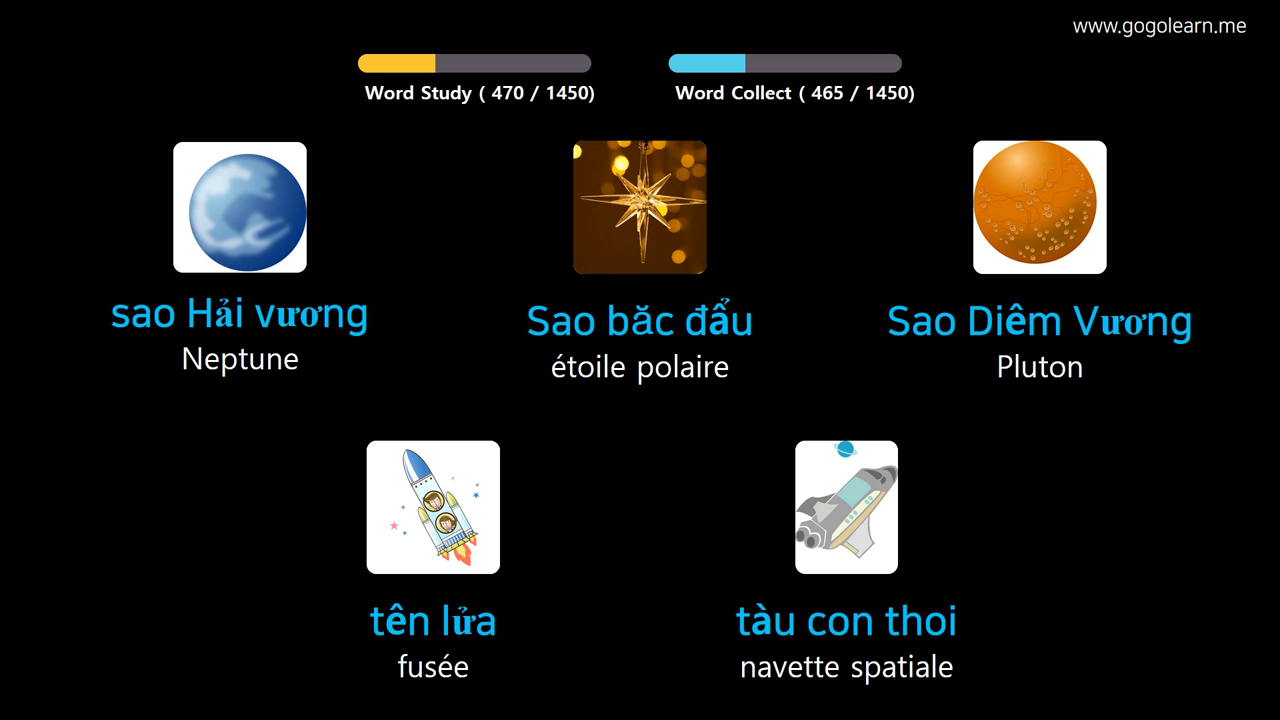 www.gogolearn.me
Word Study ( 470 / 1450)
Word Collect ( 465 / 1450)
sao Hải vương
Neptune
Sao băc đẩu
étoile polaire
Sao Diêm Vương
Pluton
tên lửa
fusée
tàu con thoi
navette spatiale